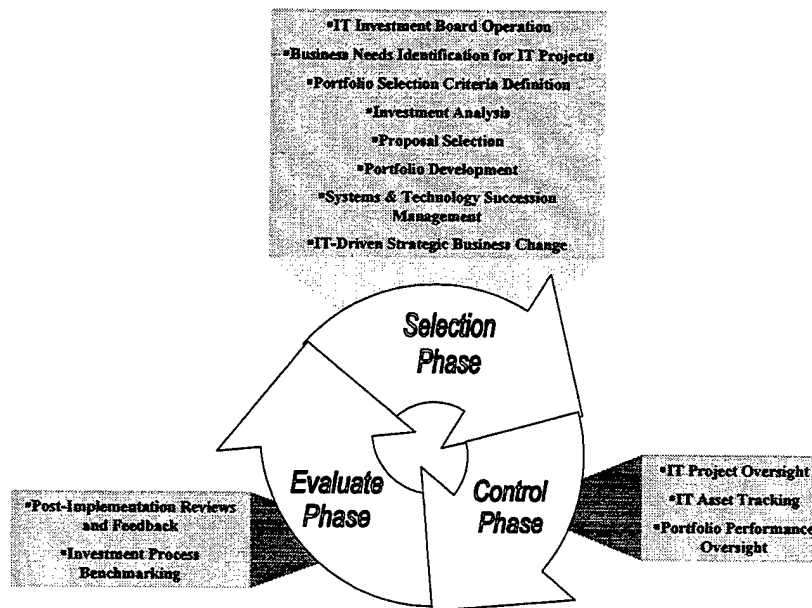 ▪IT Investment Board Operation
▪Business Needs Identification for IT Projects
▪Portfolio Selection Criteria Definition
▪Investment Analysis
▪Proposal Selection
▪Portfolio Development
▪Systems & Technology Succession
Management
▪IT-Driven Strategic Business Change
Selection
Phase
Control
Phase
▪IT Project Oversight
▪IT Asset Tracking
▪Portfolio Performance
Oversight
Evaluate
Phase
▪Post-Implementation Reviews
and Feedback
▪Investment Process
Benchmarking